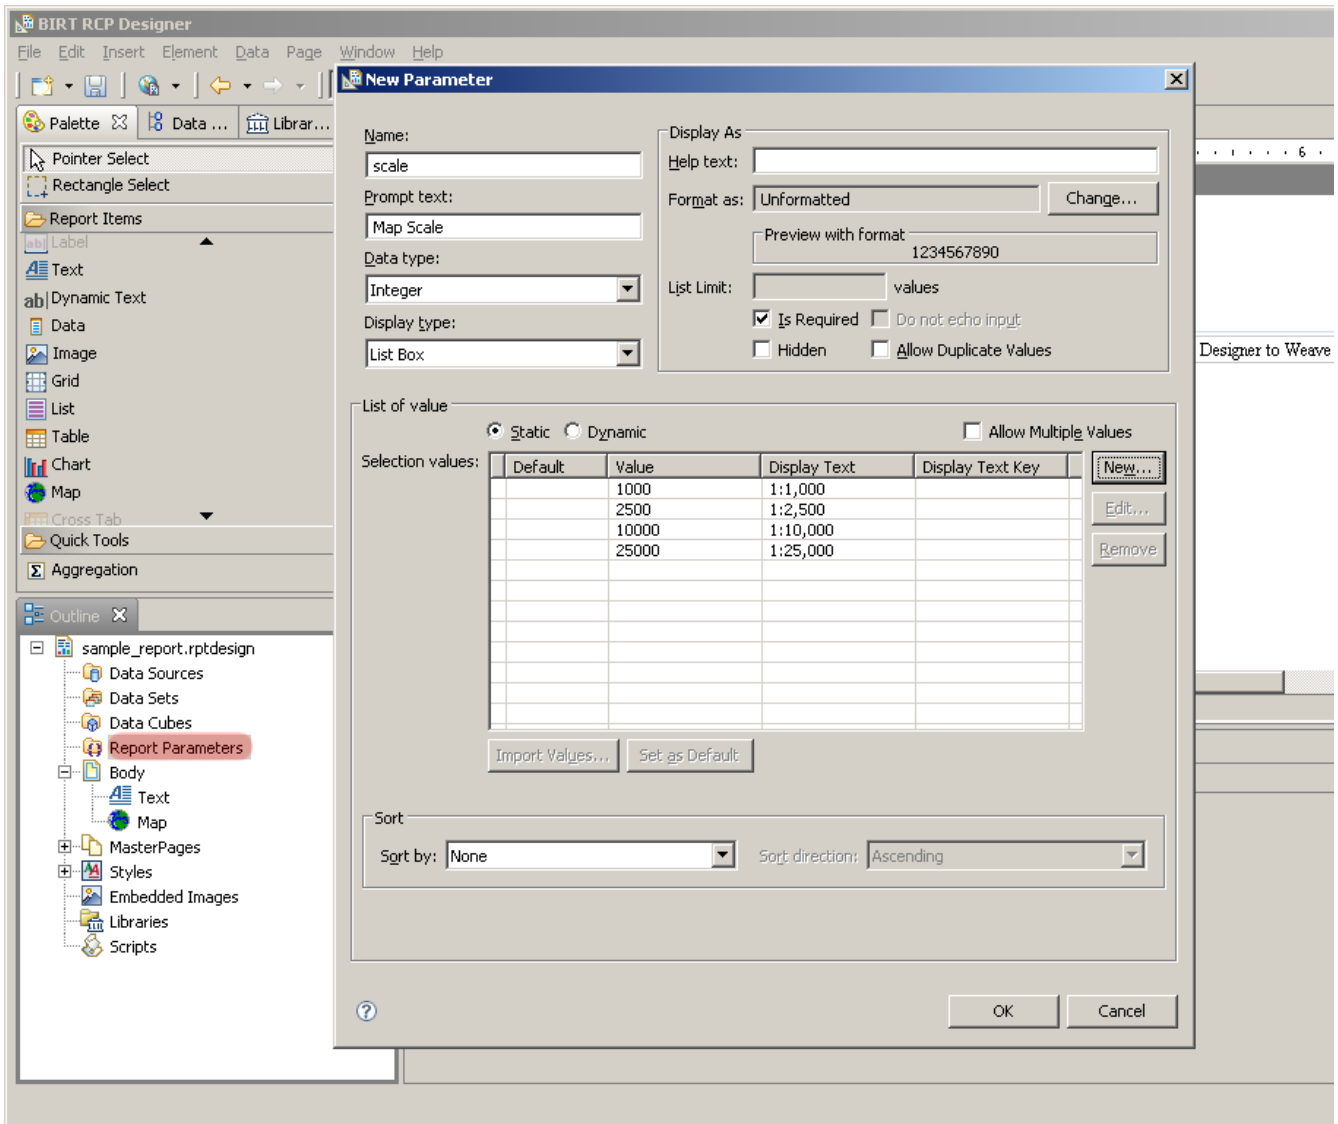 BIRT RCP Designer
File Edit Insert Element Data Page Window Help
Palette Data ... Librar...
Pointer Select
Rectangle Select
Report Items
Label
Text
Dynamic Text
Data
Image
Grid
List
Table
Chart
Map
Cross Tab
Quick Tools
Aggregation
Outline
sample_report.rptdesign
Data Sources
Data Sets
Data Cubes
Report Parameters
Body
Text
Map
MasterPages
Styles
Embedded Images
Libraries
Scripts
New Parameter
Name:
scale
Prompt text:
Map Scale
Data type:
Integer
Display type:
List Box
Display As
Help text:
Format as: Unformatted Change...
Preview with format
1234567890
List Limit: values
Is Required Do not echo input
Hidden Allow Duplicate Values
List of value
Static Dynamic Allow Multiple Values
Selection values:
Default Value Display Text Display Text Key
1000 1:1,000
2500 1:2,500
10000 1:10,000
25000 1:25,000
New...
Edit...
Remove
Import Values... Set as Default
Sort
Sort by: None Sort direction: Ascending
OK Cancel
6
Designer to Weave